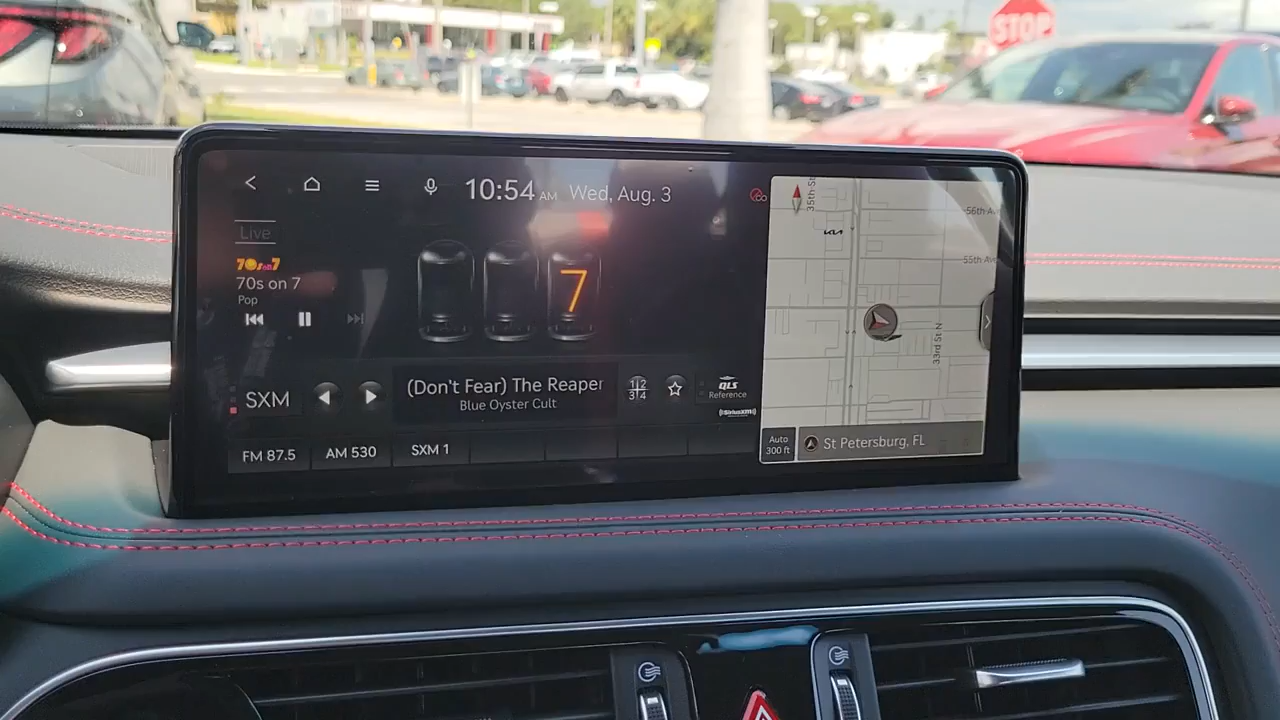 STOP
10:54 AM Wed, Aug. 3
Live
70s on 7
70s on 7
Pop
7
SXM
(Don't Fear) The Reaper
Blue Oyster Cult
1 2
3 4
QLS
Reference
SiriusXM
FM 87.5
AM 530
SXM 1
35th St
56th Av
KIA
55th Av
33rd St N
Auto
300 ft
St Petersburg, FL